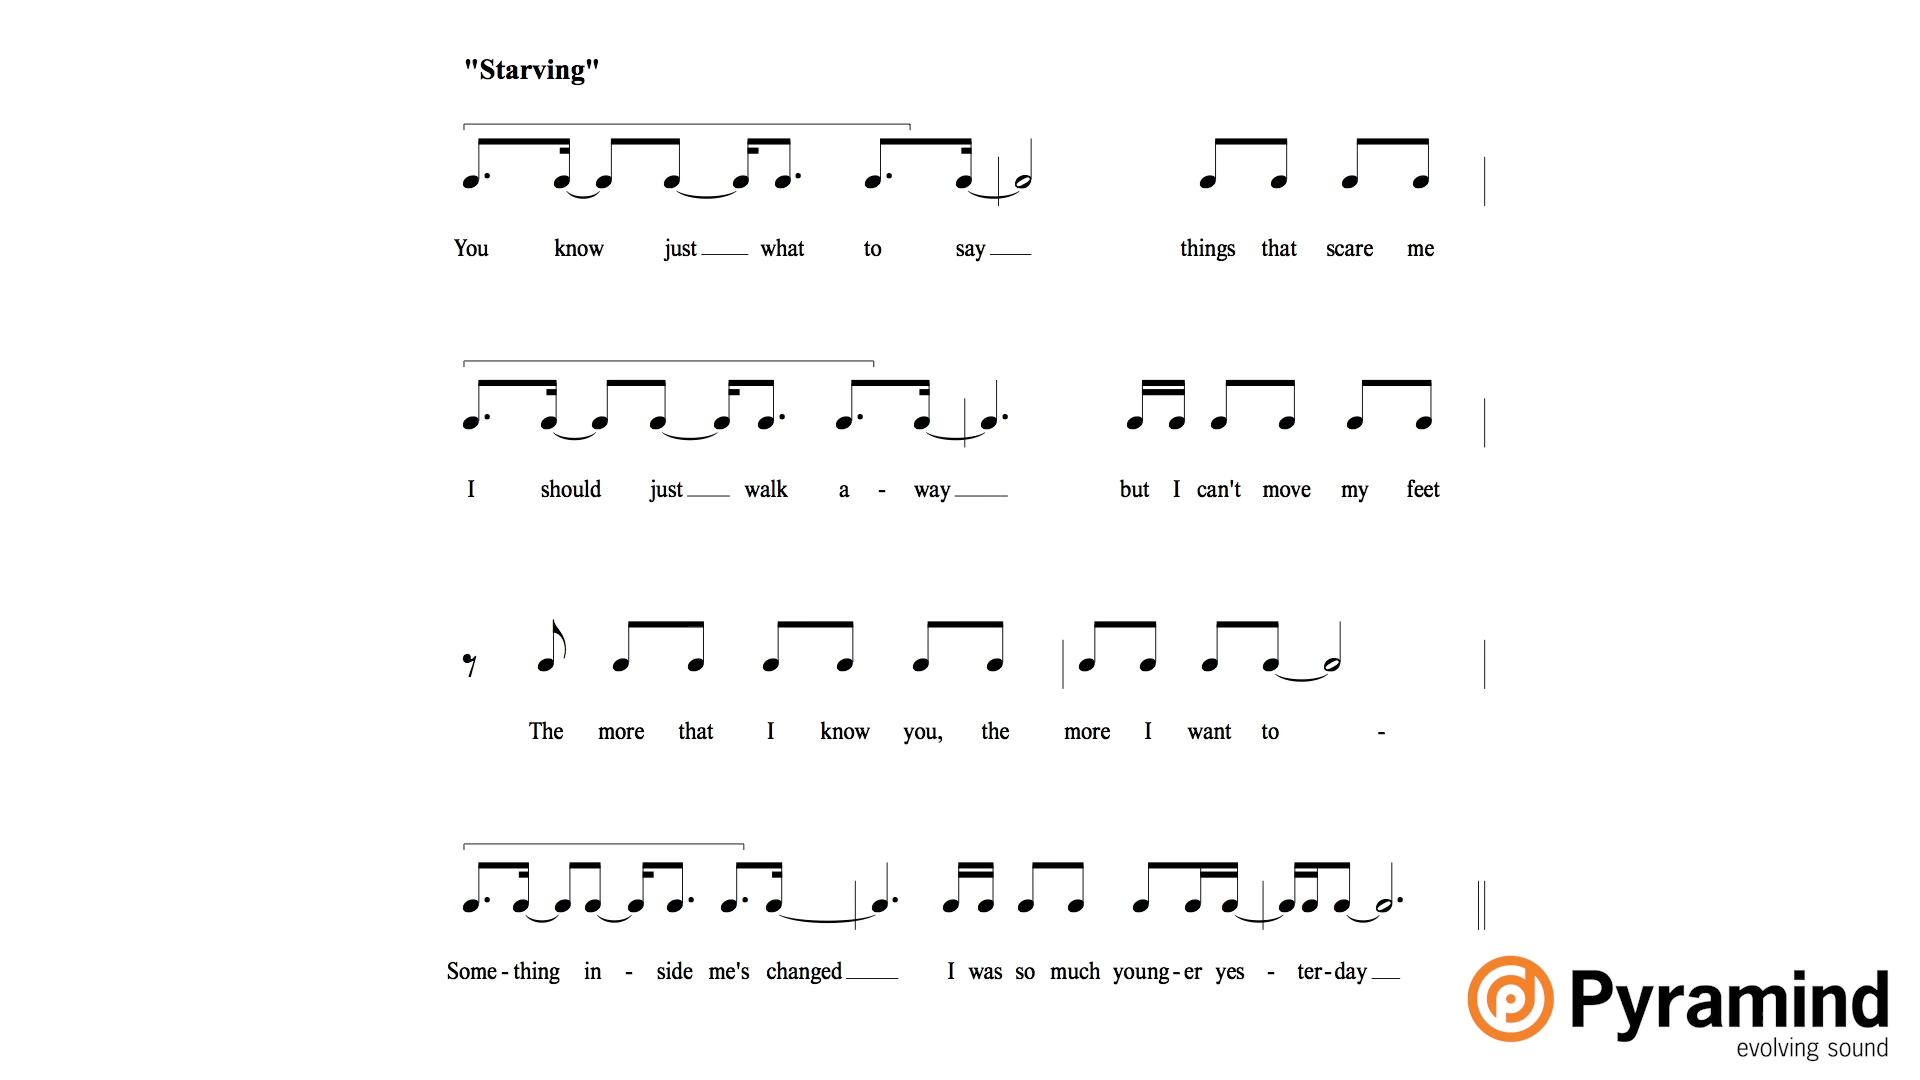 "Starving"
You know just what to say things that scare me
I should just walk a - way but I can't move my feet
The more that I know you, the more I want to -
Some - thing in - side me's changed I was so much young - er yes - ter - day
Pyramind
evolving sound